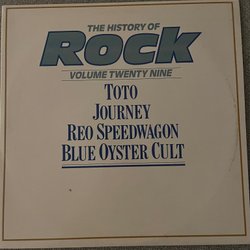 THE HISTORY OF
ROCK
VOLUME TWENTY NINE
TOTO
JOURNEY
REO SPEEDWAGON
BLUE OYSTER CULT